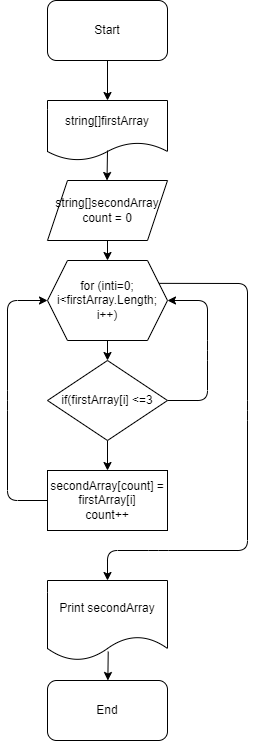 Start
string[]firstArray
string[]secondArray
count = 0
for (inti=0;
i<firstArray.Length;
i++)
if(firstArray[i] <=3
secondArray[count] =
firstArray[i]
count++
Print secondArray
End